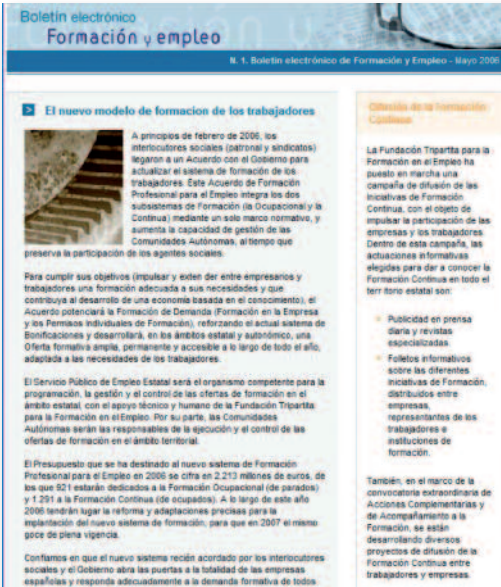 Boletín electrónico
Formación y empleo
N. 1. Boletín electrónico de Formación y Empleo - Mayo 2006
El nuevo modelo de formacion de los trabajadores
A principios de febrero de 2006, los
interlocutores sociales (patronal y sindicatos)
llegaron a un Acuerdo con el Gobierno para
actualizar el sistema de formación de los
trabajadores. Este Acuerdo de Formación
Profesional para el Empleo integra los dos
subsistemas de Formación (la Ocupacional y la
Continua) mediante un solo marco normativo, y
aumenta la capacidad de gestión de las
Comunidades Autónomas, al tiempo que
preserva la participación de los agentes sociales.
Para cumplir sus objetivos (impulsar y exten der entre empresarios y
trabajadores una formación adecuada a sus necesidades y que
contribuya al desarrollo de una economía basada en el conocimiento), el
Acuerdo potenciará la Formación de Demanda (Formación en la Empresa
y los Permisos Individuales de Formación), reforzando el actual sistema de
Bonificaciones y desarrollará, en los ámbitos estatal y autonómico, una
Oferta formativa amplia, permanente y accesible a lo largo de todo el año,
adaptada a las necesidades de los trabajadores.
El Servicio Público de Empleo Estatal será el organismo competente para la
programación, la gestión y el control de las ofertas de formación en el
ámbito estatal, con el apoyo técnico y humano de la Fundación Tripartita
para la Formación en el Empleo. Por su parte, las Comunidades
Autónomas serán las responsables de la ejecución y el control de las
ofertas de formación en el ámbito territorial.
El Presupuesto que se ha destinado al nuevo sistema de Formación
Profesional para el Empleo en 2006 se cifra en 2.213 millones de euros, de
los que 921 estarán dedicados a la Formación Ocupacional (de parados)
y 1.291 a la Formación Continua (de ocupados). A lo largo de este año
2006 tendrán lugar la reforma y adaptaciones precisas para la
implantación del nuevo sistema de formación, para que en 2007 el mismo
goce de plena vigencia.
Confiamos en que el nuevo sistema recién acordado por los interlocutores
sociales y el Gobierno abra las puertas a la totalidad de las empresas
españolas y responda adecuadamente a la demanda formativa de todos
Difusión de la Formación
Continua
La Fundación Tripartita para la
Formación en el Empleo ha
puesto en marcha una
campaña de difusión de las
Iniciativas de Formación
Continua, con el objeto de
impulsar la participación de las
empresas y los trabajadores.
Dentro de esta campaña, las
actuaciones informativas
elegidas para dar a conocer la
Formación Continua en todo el
terr itorio estatal son:
Publicidad en prensa
diaria y revistas
especializadas.
Folletos informativos
sobre las diferentes
Iniciativas de Formación,
distribuidos entre
empresas,
representantes de los
trabajadores e
instituciones de
formación.
También, en el marco de la
convocatoria extraordinaria de
Acciones Complementarias y
de Acompañamiento a la
Formación, se están
desarrollando diversos
proyectos de difusión de la
Formación Continua entre
trabajadores y empresas.